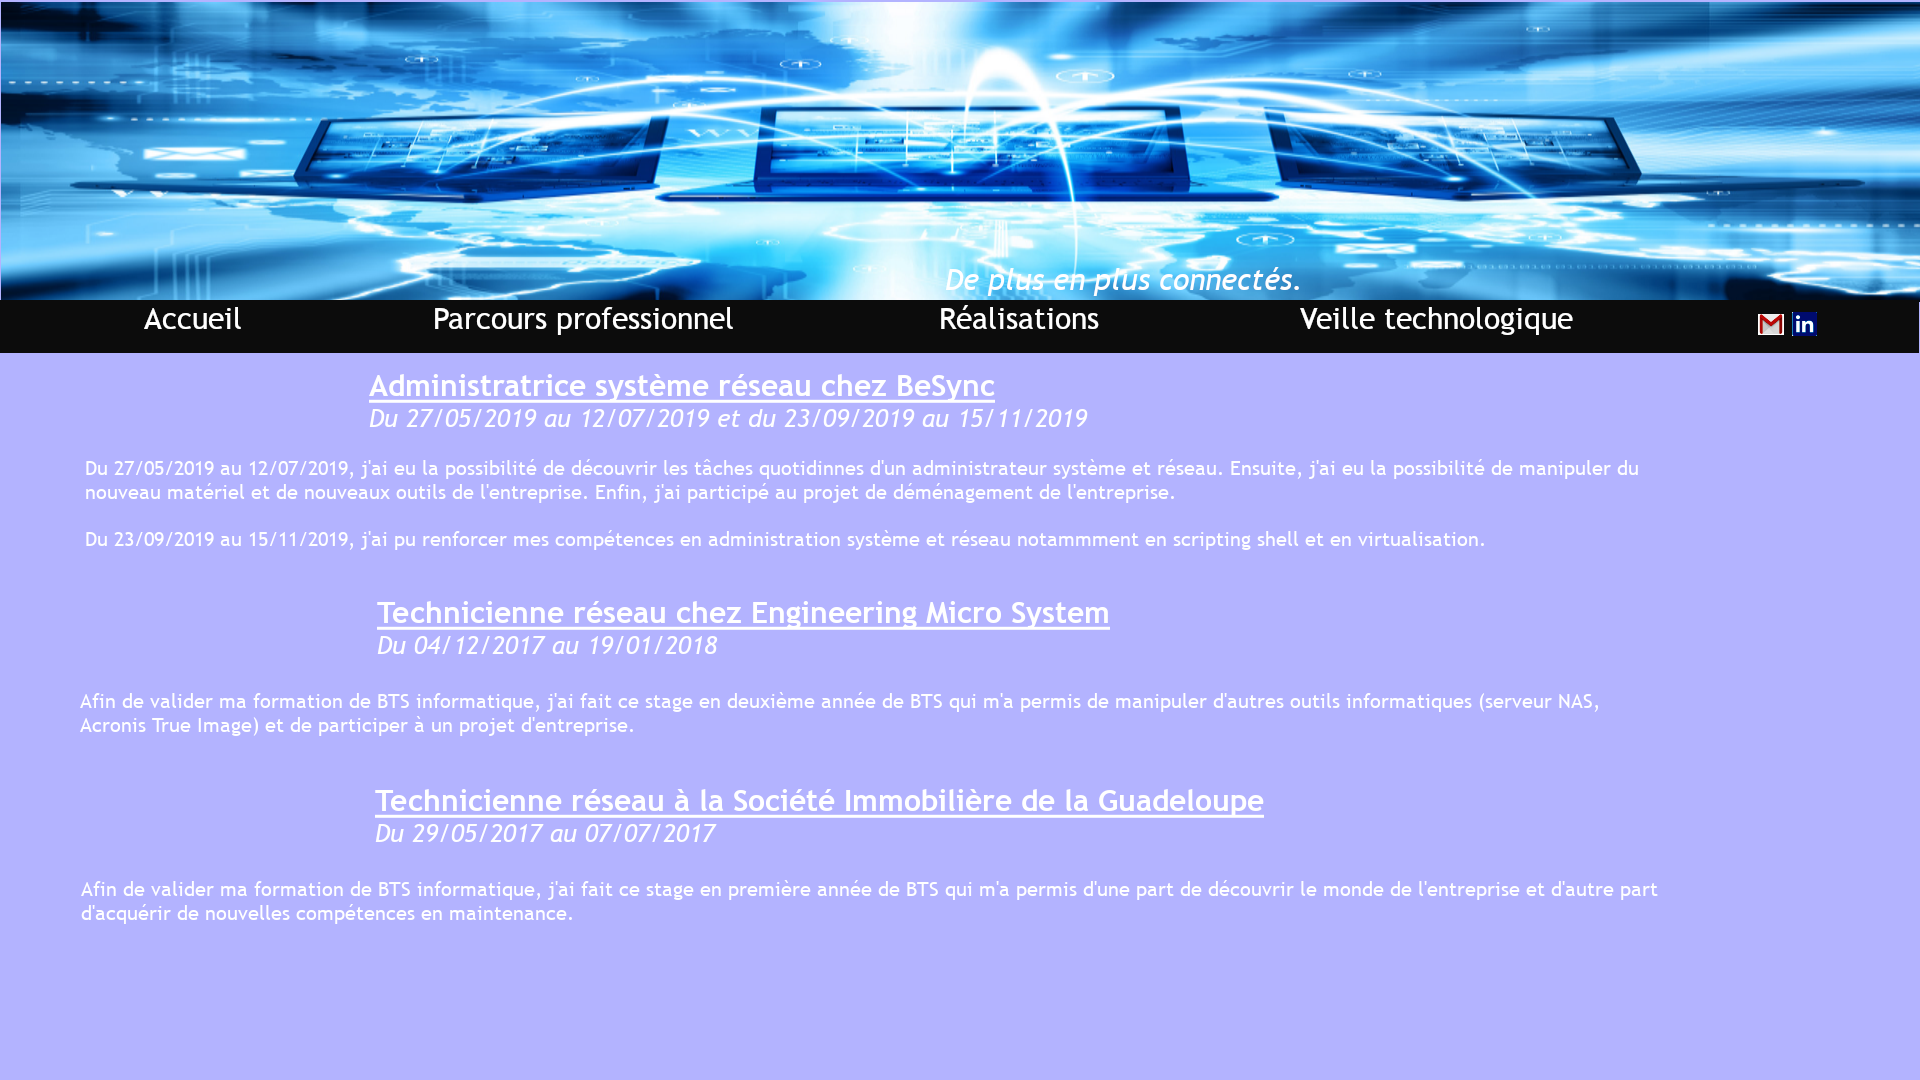 De plus en plus connectés.
Accueil Parcours professionnel Réalisations Veille technologique
Administratrice système réseau chez BeSync
Du 27/05/2019 au 12/07/2019 et du 23/09/2019 au 15/11/2019
Du 27/05/2019 au 12/07/2019, j'ai eu la possibilité de découvrir les tâches quotidinnes d'un administrateur système et réseau. Ensuite, j'ai eu la possibilité de manipuler du
nouveau matériel et de nouveaux outils de l'entreprise. Enfin, j'ai participé au projet de déménagement de l'entreprise.
Du 23/09/2019 au 15/11/2019, j'ai pu renforcer mes compétences en administration système et réseau notammment en scripting shell et en virtualisation.
Technicienne réseau chez Engineering Micro System
Du 04/12/2017 au 19/01/2018
Afin de valider ma formation de BTS informatique, j'ai fait ce stage en deuxième année de BTS qui m'a permis de manipuler d'autres outils informatiques (serveur NAS,
Acronis True Image) et de participer à un projet d'entreprise.
Technicienne réseau à la Société Immobilière de la Guadeloupe
Du 29/05/2017 au 07/07/2017
Afin de valider ma formation de BTS informatique, j'ai fait ce stage en première année de BTS qui m'a permis d'une part de découvrir le monde de l'entreprise et d'autre part
d'acquérir de nouvelles compétences en maintenance.